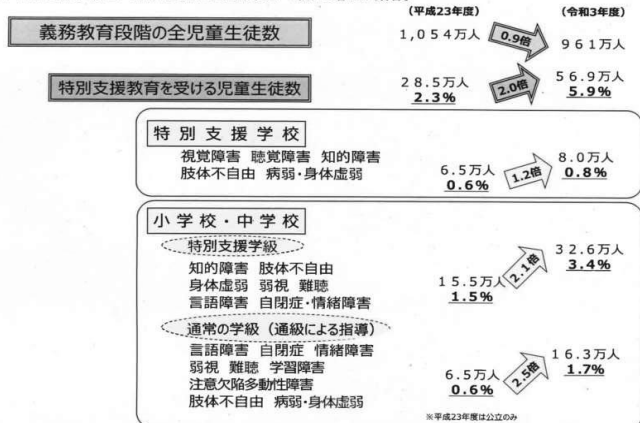 (平成23年度) (令和3年度)
義務教育段階の全児童生徒数 1,054万人 0.9倍 961万人
特別支援教育を受ける児童生徒数 28.5万人 2.0倍 56.9万人
2.3% 5.9%
特別支援学校
視覚障害 聴覚障害 知的障害
肢体不自由 病弱・身体虚弱
6.5万人 1.2倍 8.0万人
0.6% 0.8%
小学校・中学校
特別支援学級
知的障害 肢体不自由
身体虚弱 弱視 難聴
言語障害 自閉症・情緒障害
15.5万人 2.1倍 32.6万人
1.5% 3.4%
通常の学級(通級による指導)
言語障害 自閉症 情緒障害
弱視 難聴 学習障害
注意欠陥多動性障害
肢体不自由 病弱・身体虚弱
6.5万人 2.5倍 16.3万人
0.6% 1.7%
※平成23年度は公立のみ